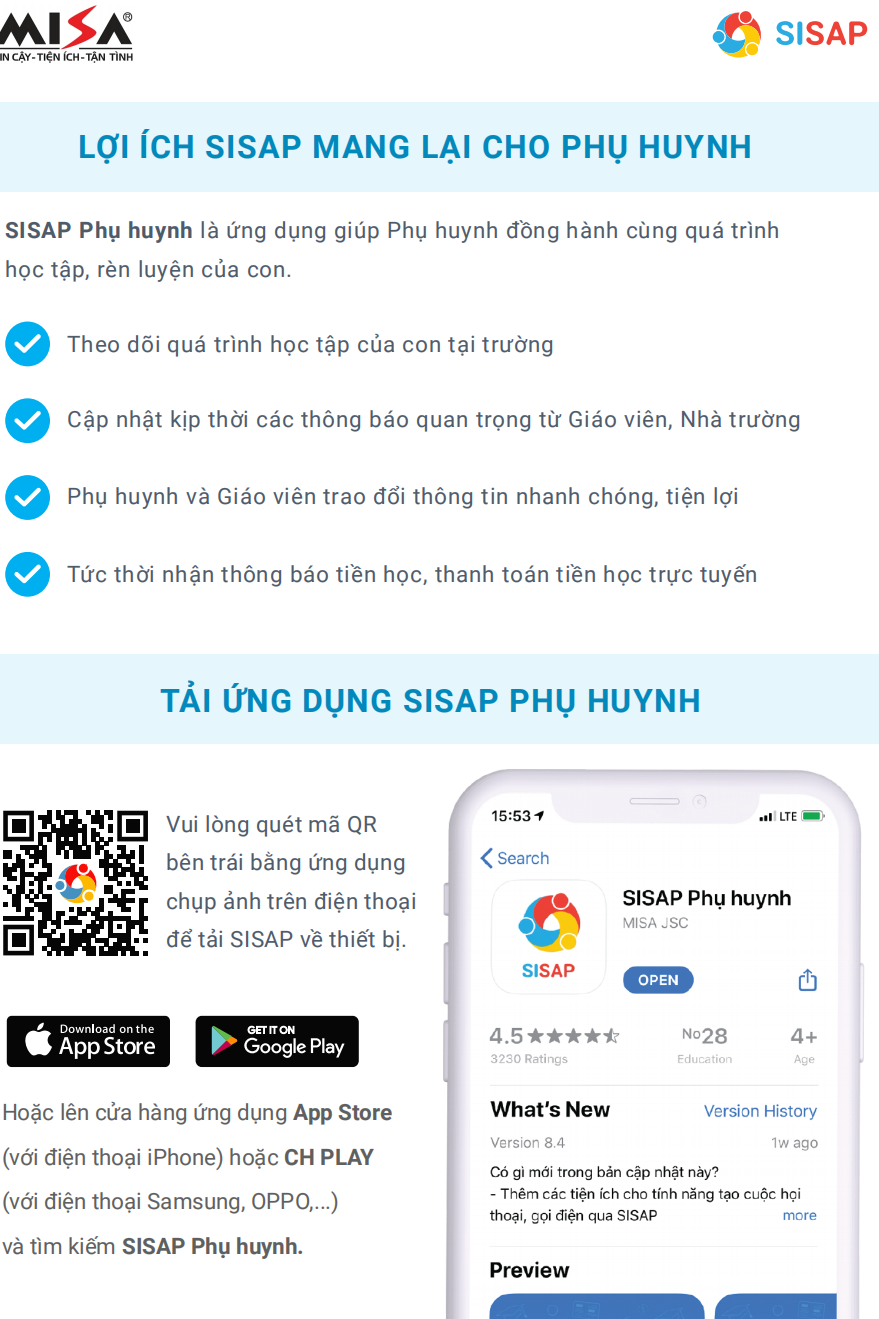 MISA®
IN CẬY-TIỆN ÍCH-TẬN TÌNH
SISAP
LỢI ÍCH SISAP MANG LẠI CHO PHỤ HUYNH
SISAP Phụ huynh là ứng dụng giúp Phụ huynh đồng hành cùng quá trình
học tập, rèn luyện của con.
Theo dõi quá trình học tập của con tại trường
Cập nhật kịp thời các thông báo quan trọng từ Giáo viên, Nhà trường
Phụ huynh và Giáo viên trao đổi thông tin nhanh chóng, tiện lợi
Tức thời nhận thông báo tiền học, thanh toán tiền học trực tuyến
TẢI ỨNG DỤNG SISAP PHỤ HUYNH
Vui lòng quét mã QR
bên trái bằng ứng dụng
chụp ảnh trên điện thoại
để tải SISAP về thiết bị.
Download on the
App Store
GET IT ON
Google Play
Hoặc lên cửa hàng ứng dụng App Store
(với điện thoại iPhone) hoặc CH PLAY
(với điện thoại Samsung, OPPO,...)
và tìm kiếm SISAP Phụ huynh.
15:53
LTE
Search
SISAP
SISAP Phụ huynh
MISA JSC
OPEN
4.5
No28
4+
3230 Ratings
Education
Age
What's New
Version History
Version 8.4
1w ago
Có gì mới trong bản cập nhật này?
- Thêm các tiện ích cho tính năng tạo cuộc họi
thoại, gọi điện qua SISAP
more
Preview